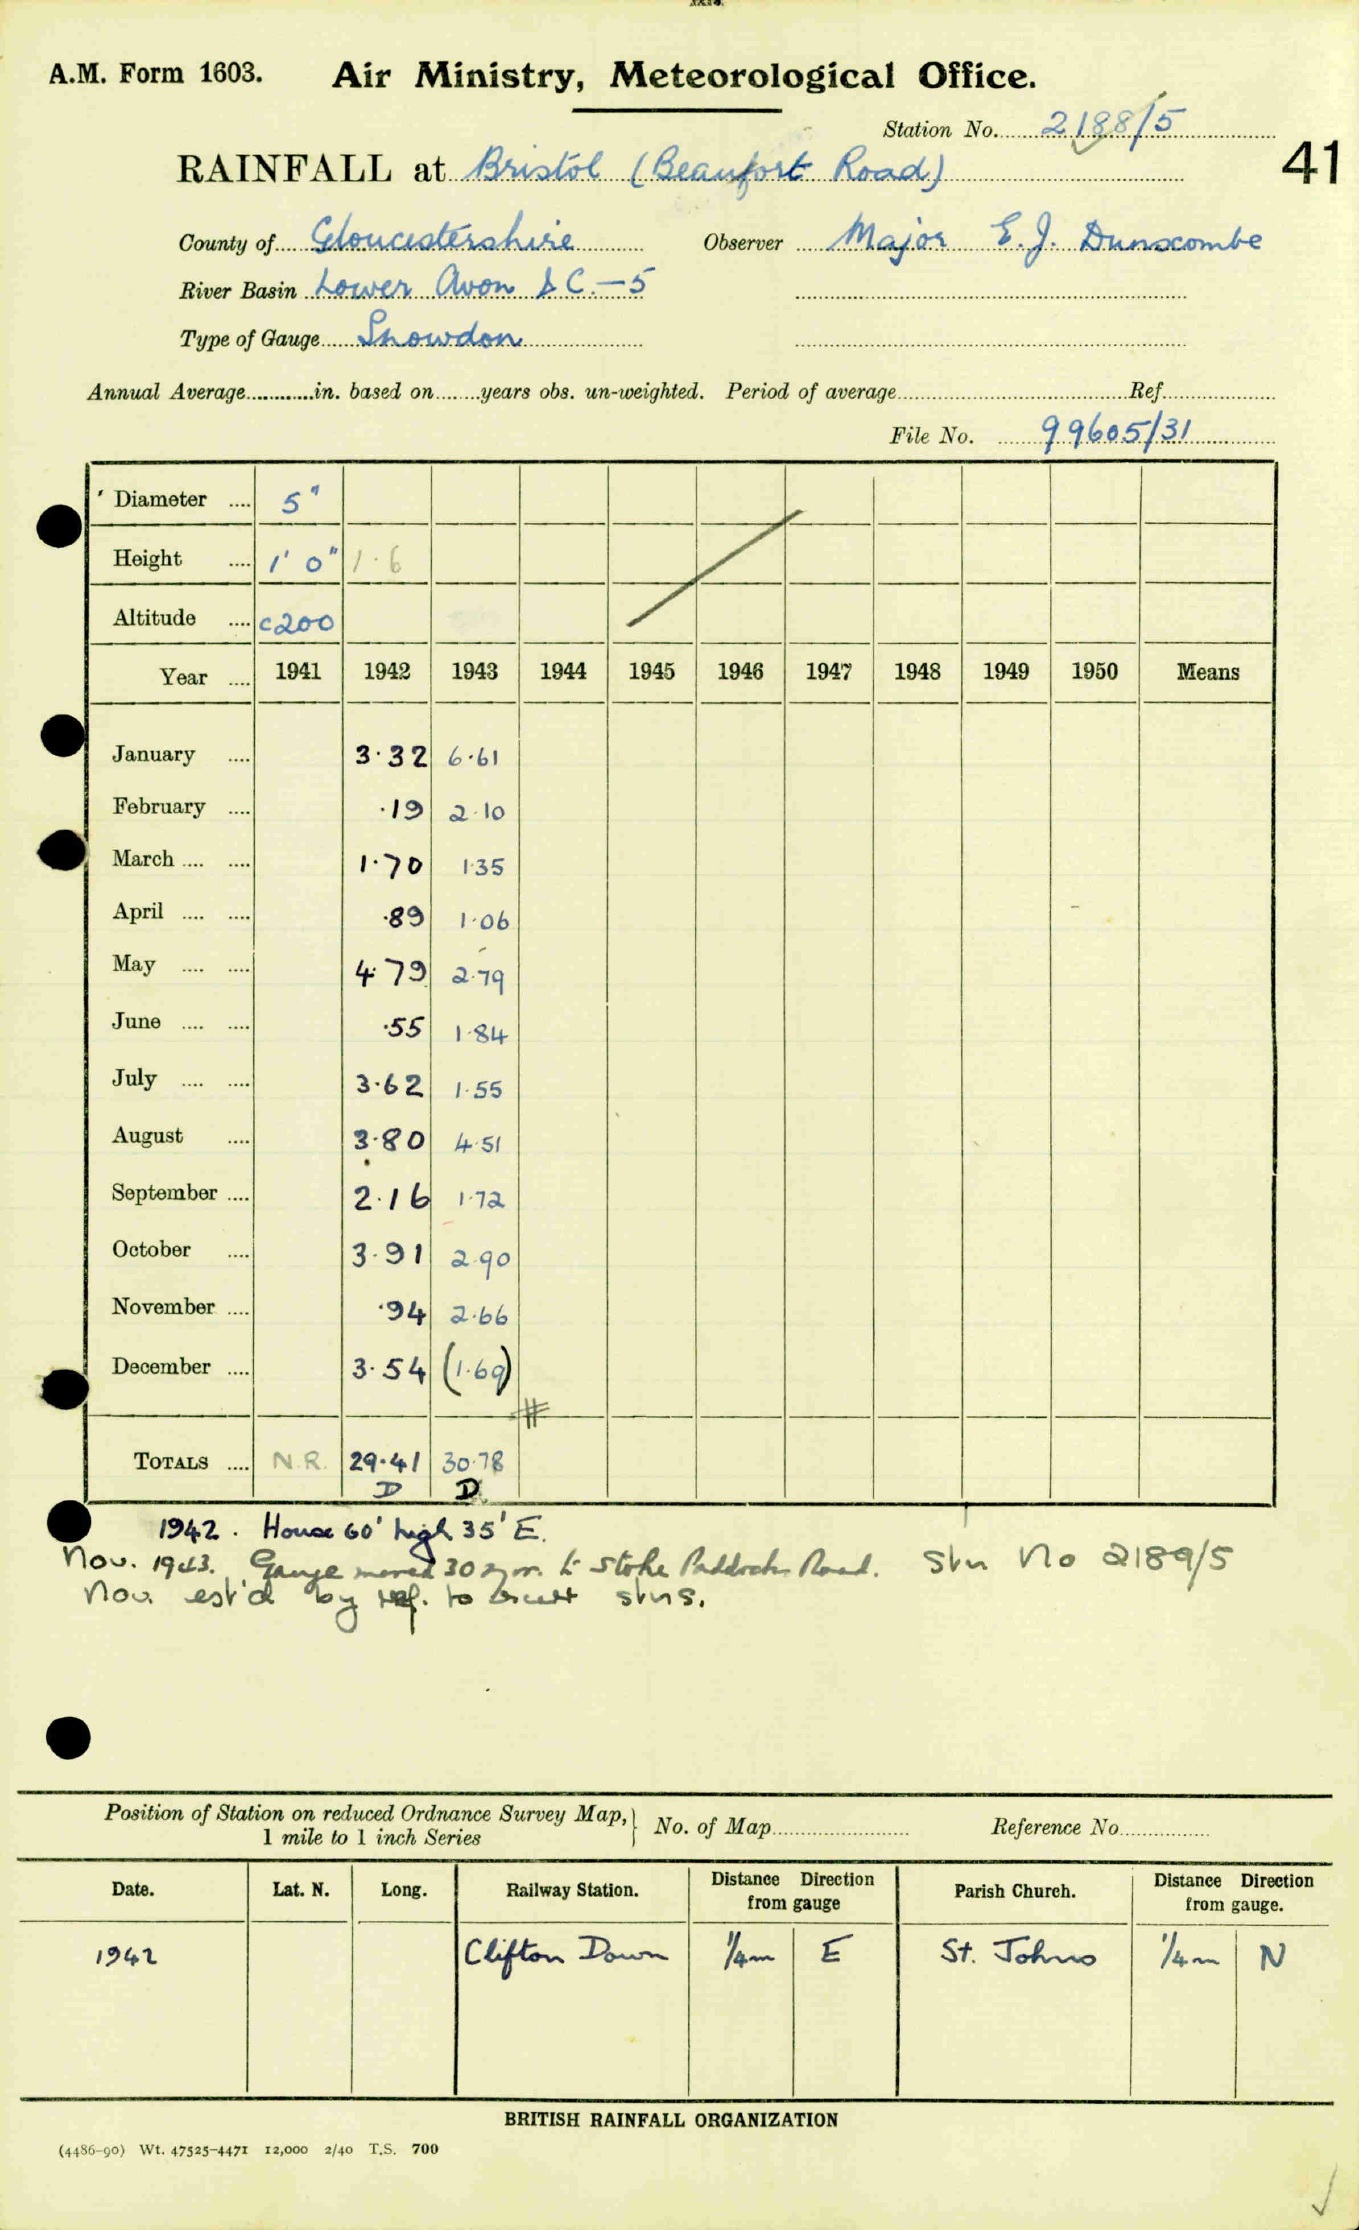 A.M. Form 1603. Air Ministry, Meteorological Office.
Station No. 2188/5
RAINFALL at Bristol (Beaufort Road)
41
County of Gloucestershire Observer Major E.J. Dunscombe
River Basin Lower Avon & C.-5
Type of Gauge Snowdon
Annual Average............in. based on.......years obs. un-weighted. Period of average Ref.
File No. 99605/31
Diameter .... 5"
Height .... 1' 0" 1·6
Altitude .... c200
Year .... 1941 1942 1943 1944 1945 1946 1947 1948 1949 1950 Means
January .... 3·32 6·61
February .... ·19 2·10
March .... .... 1·70 1·35
April .... .... ·89 1·06
May .... .... 4·79 2·79
June .... .... ·55 1·84
July .... .... 3·62 1·55
August .... 3·80 4·51
September .... 2·16 1·72
October .... 3·91 2·90
November .... ·94 2·66
December .... 3·54 (1·69)
#
TOTALS .... N.R. 29·41 30·78
D D
1942. House 60' high 35' E.
Nov. 1943. Gauge moved to Stoke Paddock Road. Stn No 2189/5
Nov. est'd by ref. to stns.
Position of Station on reduced Ordnance Survey Map, 1 mile to 1 inch Series } No. of Map Reference No.
Date. Lat. N. Long. Railway Station. Distance from gauge Direction Parish Church. Distance from gauge. Direction
1942 Clifton Down 1/4m E St. Johns 1/4m N
BRITISH RAINFALL ORGANIZATION
(4486-90) Wt. 47525-4471 12,000 2/40 T.S. 700